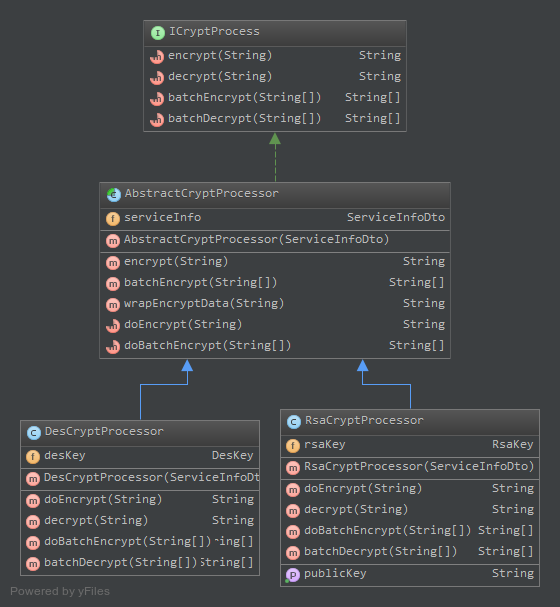 ICryptProcess
encrypt(String) String
decrypt(String) String
batchEncrypt(String[]) String[]
batchDecrypt(String[]) String[]
AbstractCryptProcessor
serviceInfo ServiceInfoDto
AbstractCryptProcessor(ServiceInfoDto)
encrypt(String) String
batchEncrypt(String[]) String[]
wrapEncryptData(String) String
doEncrypt(String) String
doBatchEncrypt(String[]) String[]
DesCryptProcessor
desKey DesKey
DesCryptProcessor(ServiceInfoDt
doEncrypt(String) String
decrypt(String) String
doBatchEncrypt(String[]) ring[]
batchDecrypt(String[]) String[]
RsaCryptProcessor
rsaKey RsaKey
RsaCryptProcessor(ServiceInfoDto)
doEncrypt(String) String
decrypt(String) String
doBatchEncrypt(String[]) String[]
batchDecrypt(String[]) String[]
publicKey String
Powered by yFiles